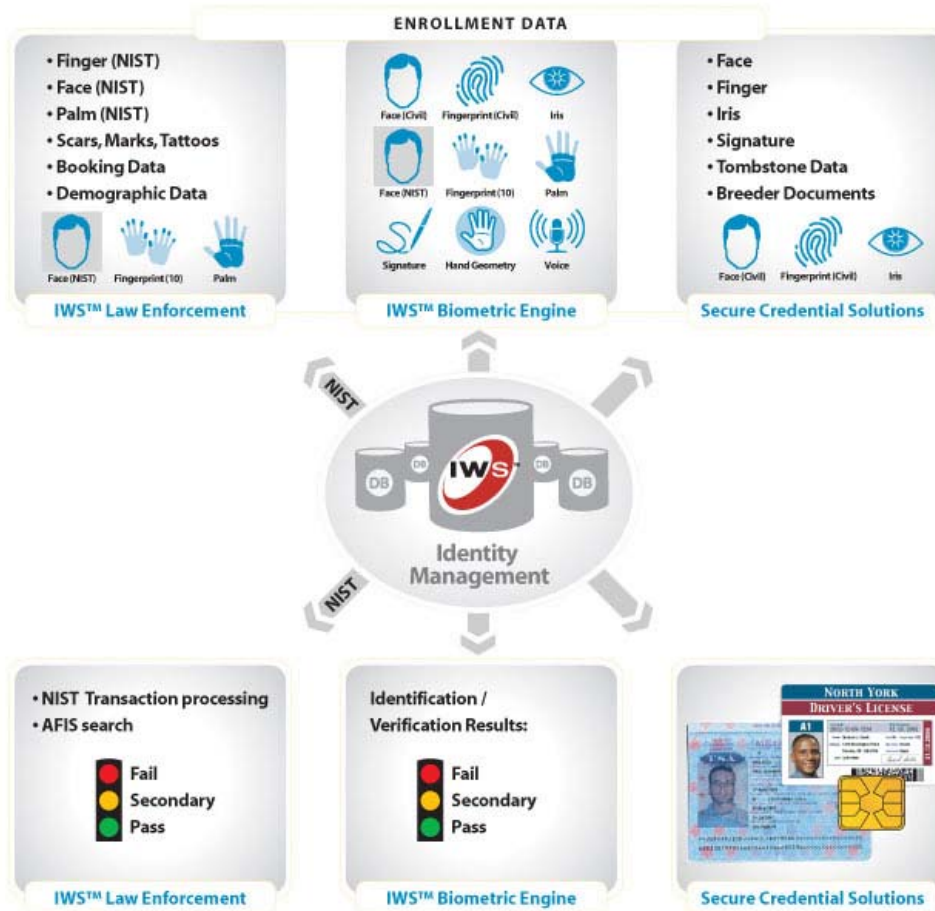 ENROLLMENT DATA
• Finger (NIST)
• Face (NIST)
• Palm (NIST)
• Scars, Marks, Tattoos
• Booking Data
• Demographic Data
Face (NIST) Fingerprint (10) Palm
IWS™ Law Enforcement
Face (Civil) Fingerprint (Civil) Iris
Face (NIST) Fingerprint (10) Palm
Signature Hand Geometry Voice
IWS™ Biometric Engine
• Face
• Finger
• Iris
• Signature
• Tombstone Data
• Breeder Documents
Face (Civil) Fingerprint (Civil) Iris
Secure Credential Solutions
NIST
DB DB IWS™ DB DB
Identity
Management
NIST
• NIST Transaction processing
• AFIS search
Fail
Secondary
Pass
IWS™ Law Enforcement
Identification /
Verification Results:
Fail
Secondary
Pass
IWS™ Biometric Engine
NORTH YORK
DRIVER'S LICENSE
A1
USA
Secure Credential Solutions